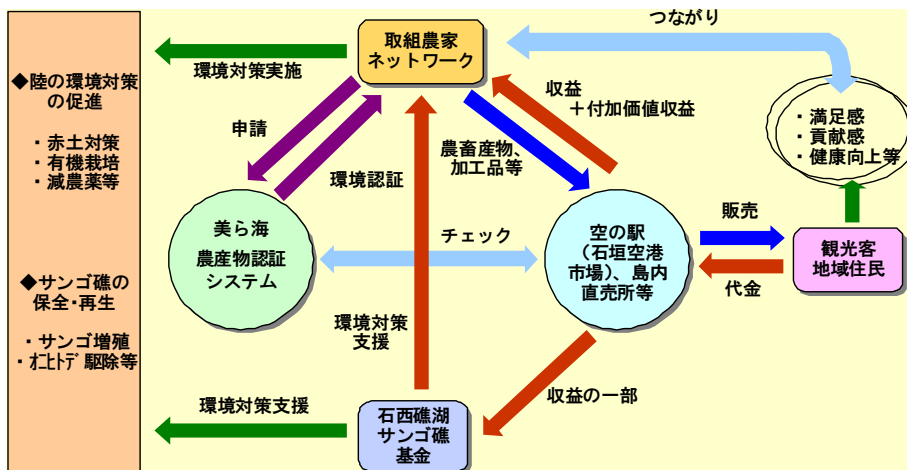 ◆陸の環境対策
の促進
・赤土対策
・有機栽培
・減農薬等
◆サンゴ礁の
保全・再生
・サンゴ増殖
・オニヒトデ駆除等
環境対策実施
取組農家
ネットワーク
つながり
申請
環境認証
収益
＋付加価値収益
農畜産物、
加工品等
・満足感
・貢献感
・健康向上等
美ら海
農産物認証
システム
チェック
空の駅
（石垣空港
市場）、島内
直売所等
販売
代金
観光客
地域住民
環境対策
支援
収益の一部
環境対策支援
石西礁湖
サンゴ礁
基金